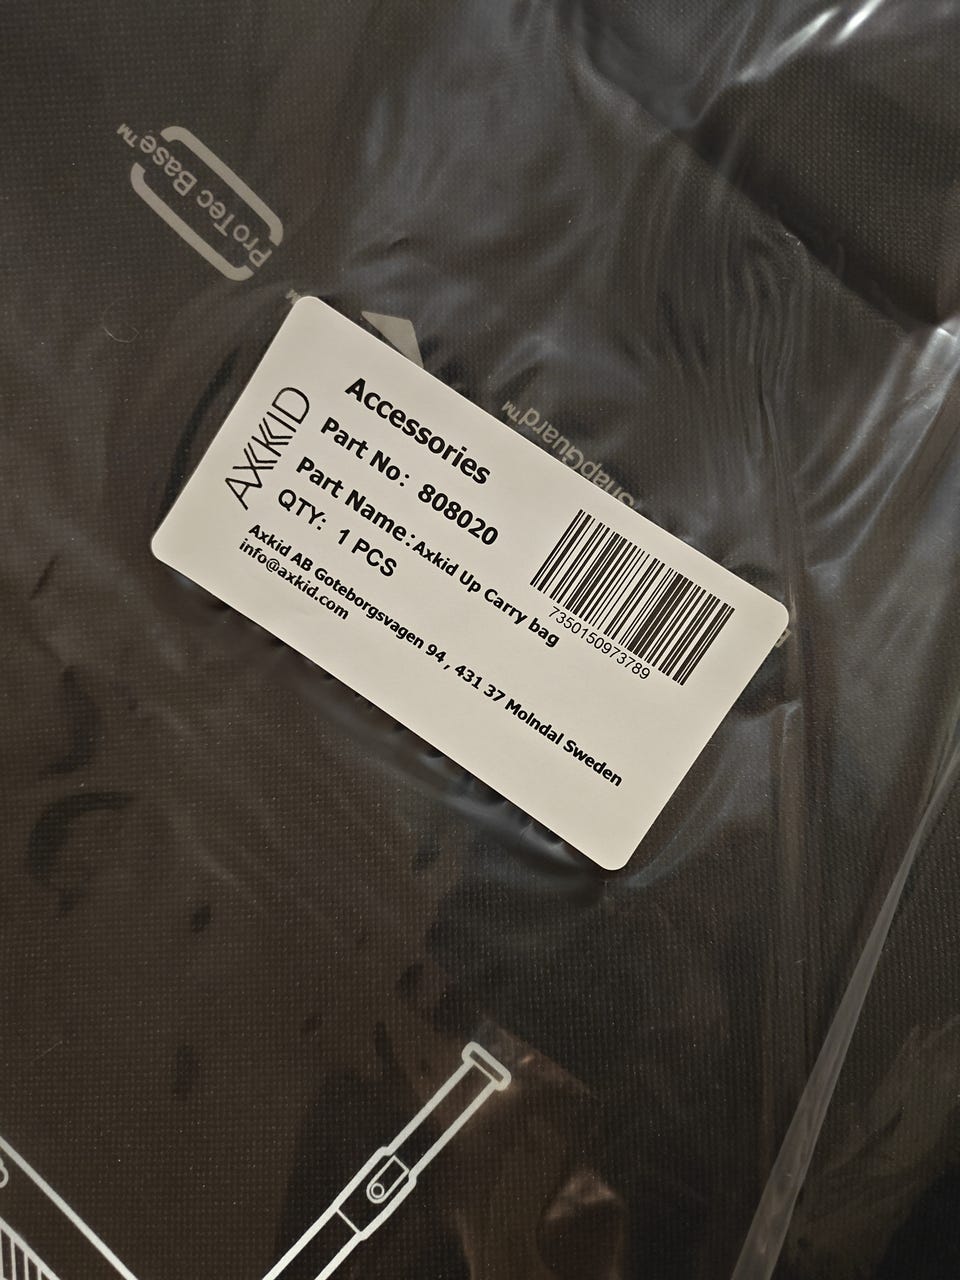 ProTec Base™
SnapGuard™
AXKID
Accessories
Part No: 808020
Part Name:Axkid Up Carry bag
QTY: 1 PCS
Axkid AB Goteborgsvagen 94 , 431 37 Molndal Sweden
info@axkid.com
7350150973789